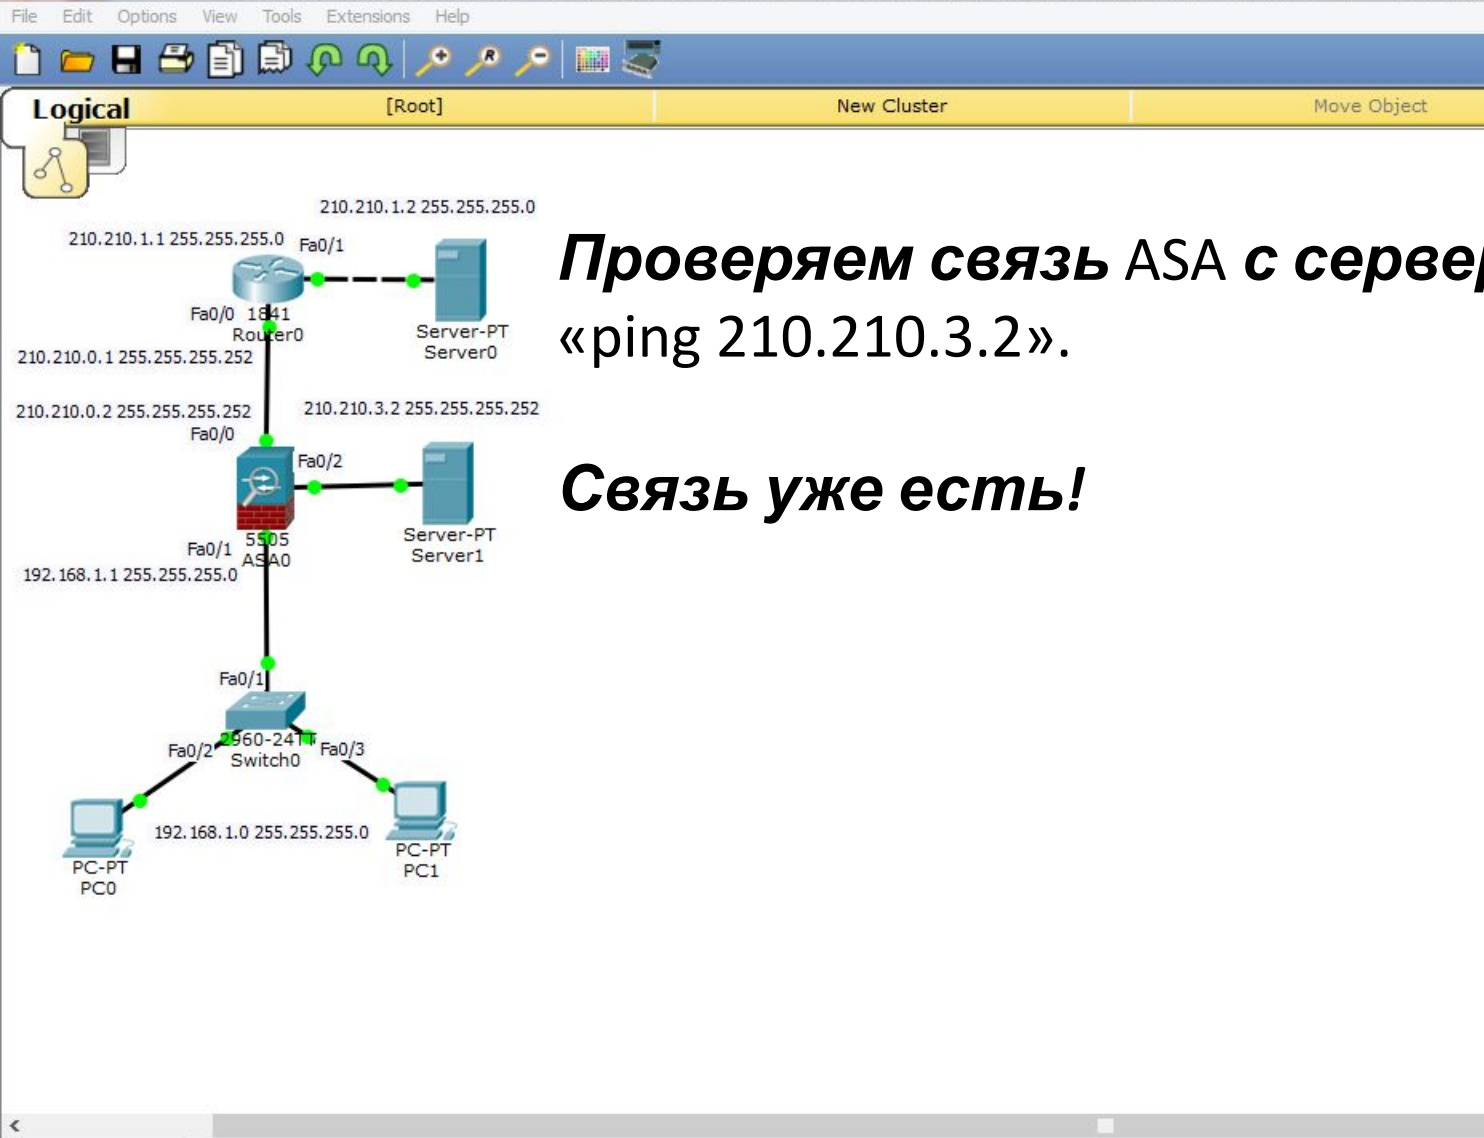 File Edit Options View Tools Extensions Help
Logical [Root] New Cluster Move Object
210.210.1.2 255.255.255.0
210.210.1.1 255.255.255.0 Fa0/1
Проверяем связь ASA с
«ping 210.210.3.2».
Fa0/0 1841
Router0
Server-PT
Server0
210.210.0.1 255.255.255.252
210.210.0.2 255.255.255.252 210.210.3.2 255.255.255.252
Fa0/0
Fa0/2
Связь уже есть!
Server-PT
Server1
Fa0/1 5505
ASA0
192.168.1.1 255.255.255.0
Fa0/1
Fa0/2 2960-24TT Fa0/3
Switch0
192.168.1.0 255.255.255.0
PC-PT
PC0
PC-PT
PC1